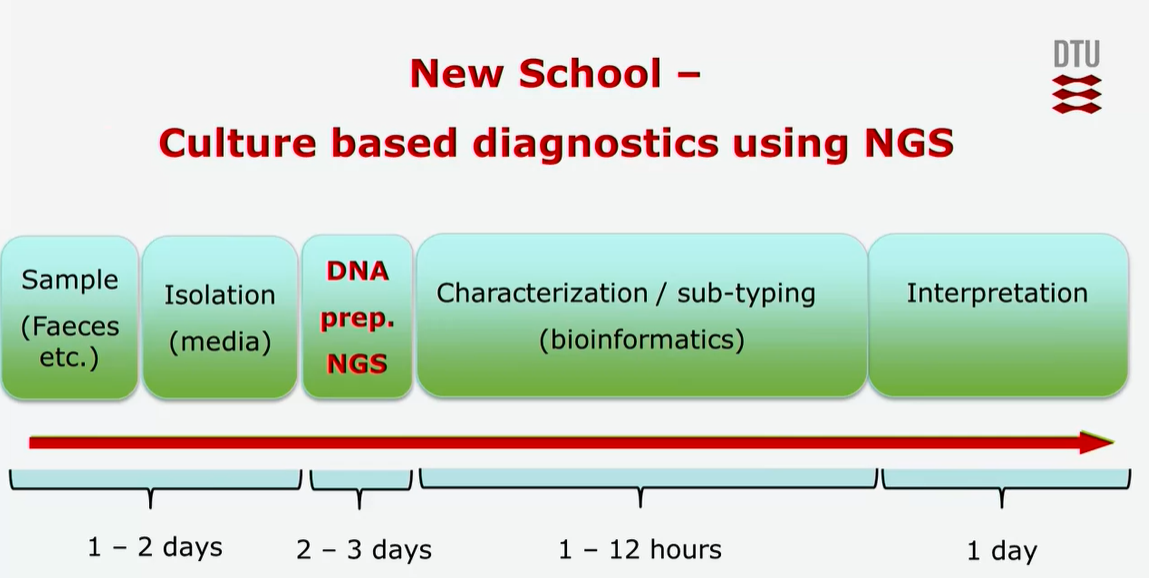 New School –
Culture based diagnostics using NGS
DTU
Sample
(Faeces
etc.)
Isolation
(media)
DNA
prep.
NGS
Characterization / sub-typing
(bioinformatics)
Interpretation
1 – 2 days
2 – 3 days
1 – 12 hours
1 day